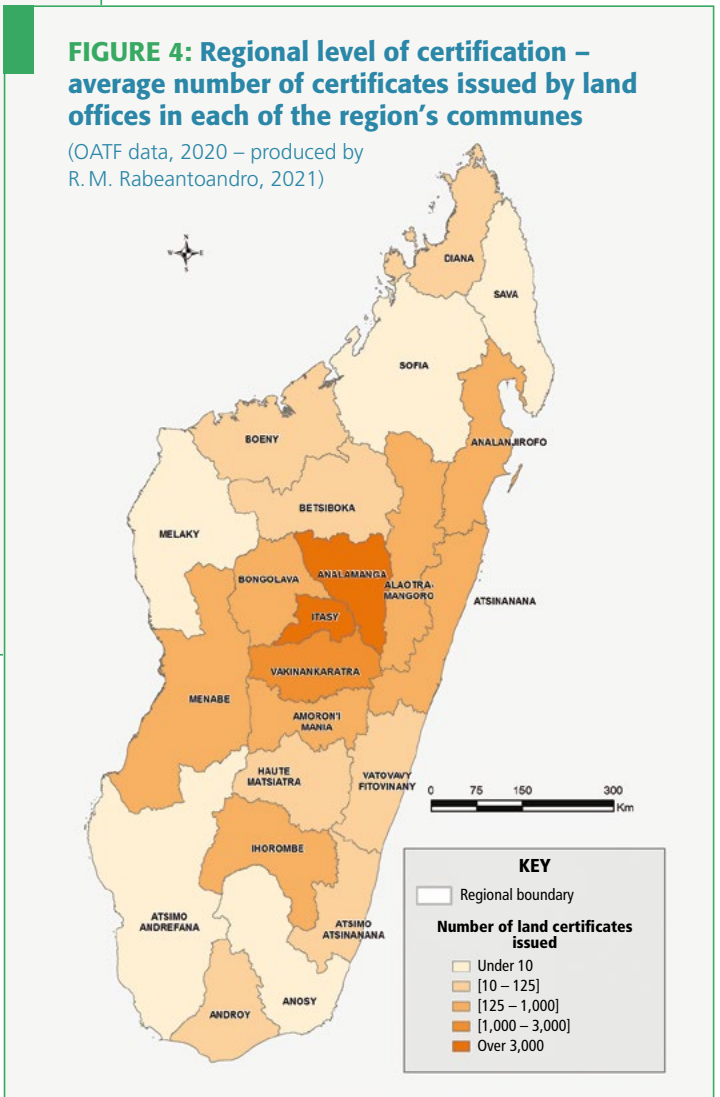 FIGURE 4: Regional level of certification –
average number of certificates issued by land
offices in each of the region’s communes
(OATF data, 2020 – produced by
R. M. Rabeantoandro, 2021)
N
W E
S
DIANA
SAVA
SOFIA
ANALANJIROFO
BOENY
BETSIBOKA
MELAKY
BONGOLAVA
ANALAMANGA
ALAOTRA-
MANGORO
ATSINANANA
ITASY
VAKINANKARATRA
MENABE
AMORON'I
MANIA
HAUTE
MATSIATRA
VATOVAVY
FITOVINANY
0 75 150 300
Km
IHOROMBE
ATSIMO
ANDREFANA
ATSIMO
ATSINANANA
ANOSY
ANDROY
KEY
Regional boundary
Number of land certificates
issued
Under 10
[10 – 125]
[125 – 1,000]
[1,000 – 3,000]
Over 3,000